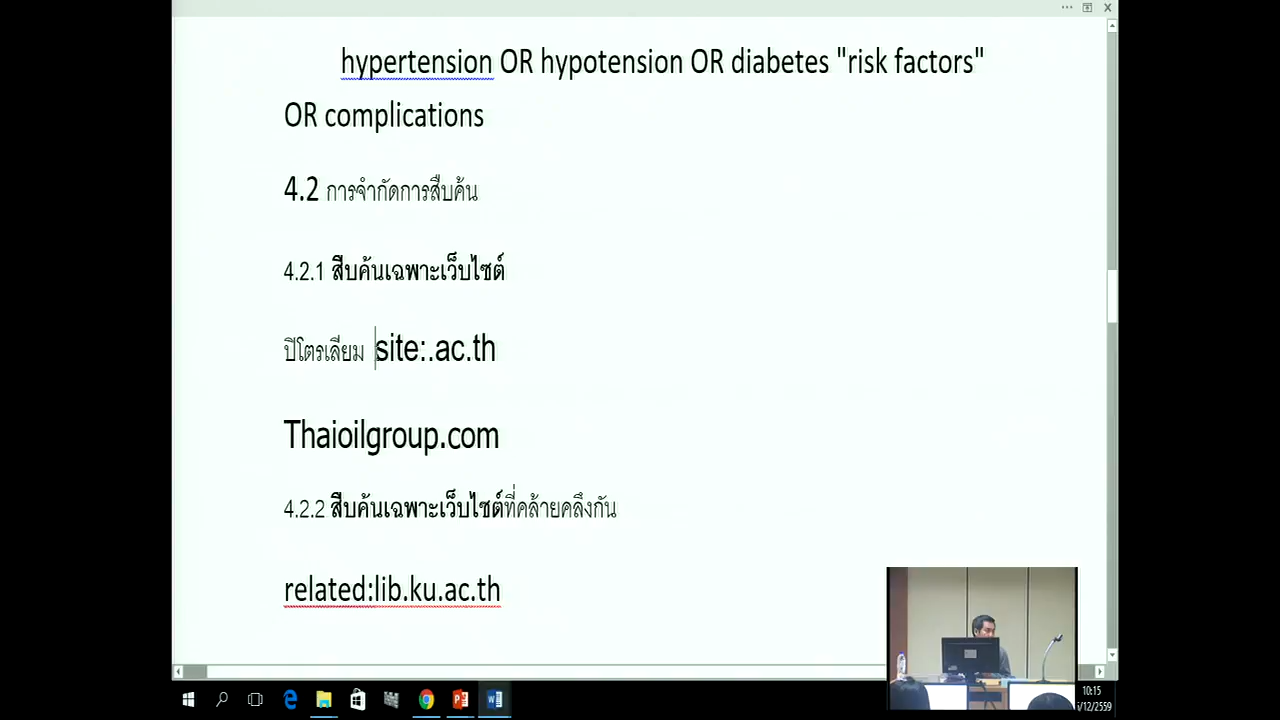 hypertension OR hypotension OR diabetes "risk factors"
OR complications
4.2 การจำกัดการสืบค้น
4.2.1 สืบค้นเฉพาะเว็บไซต์
ปิโตรเลียม site:.ac.th
Thaioilgroup.com
4.2.2 สืบค้นเฉพาะเว็บไซต์ที่คล้ายคลึงกัน
related:lib.ku.ac.th
10:15
/12/2559